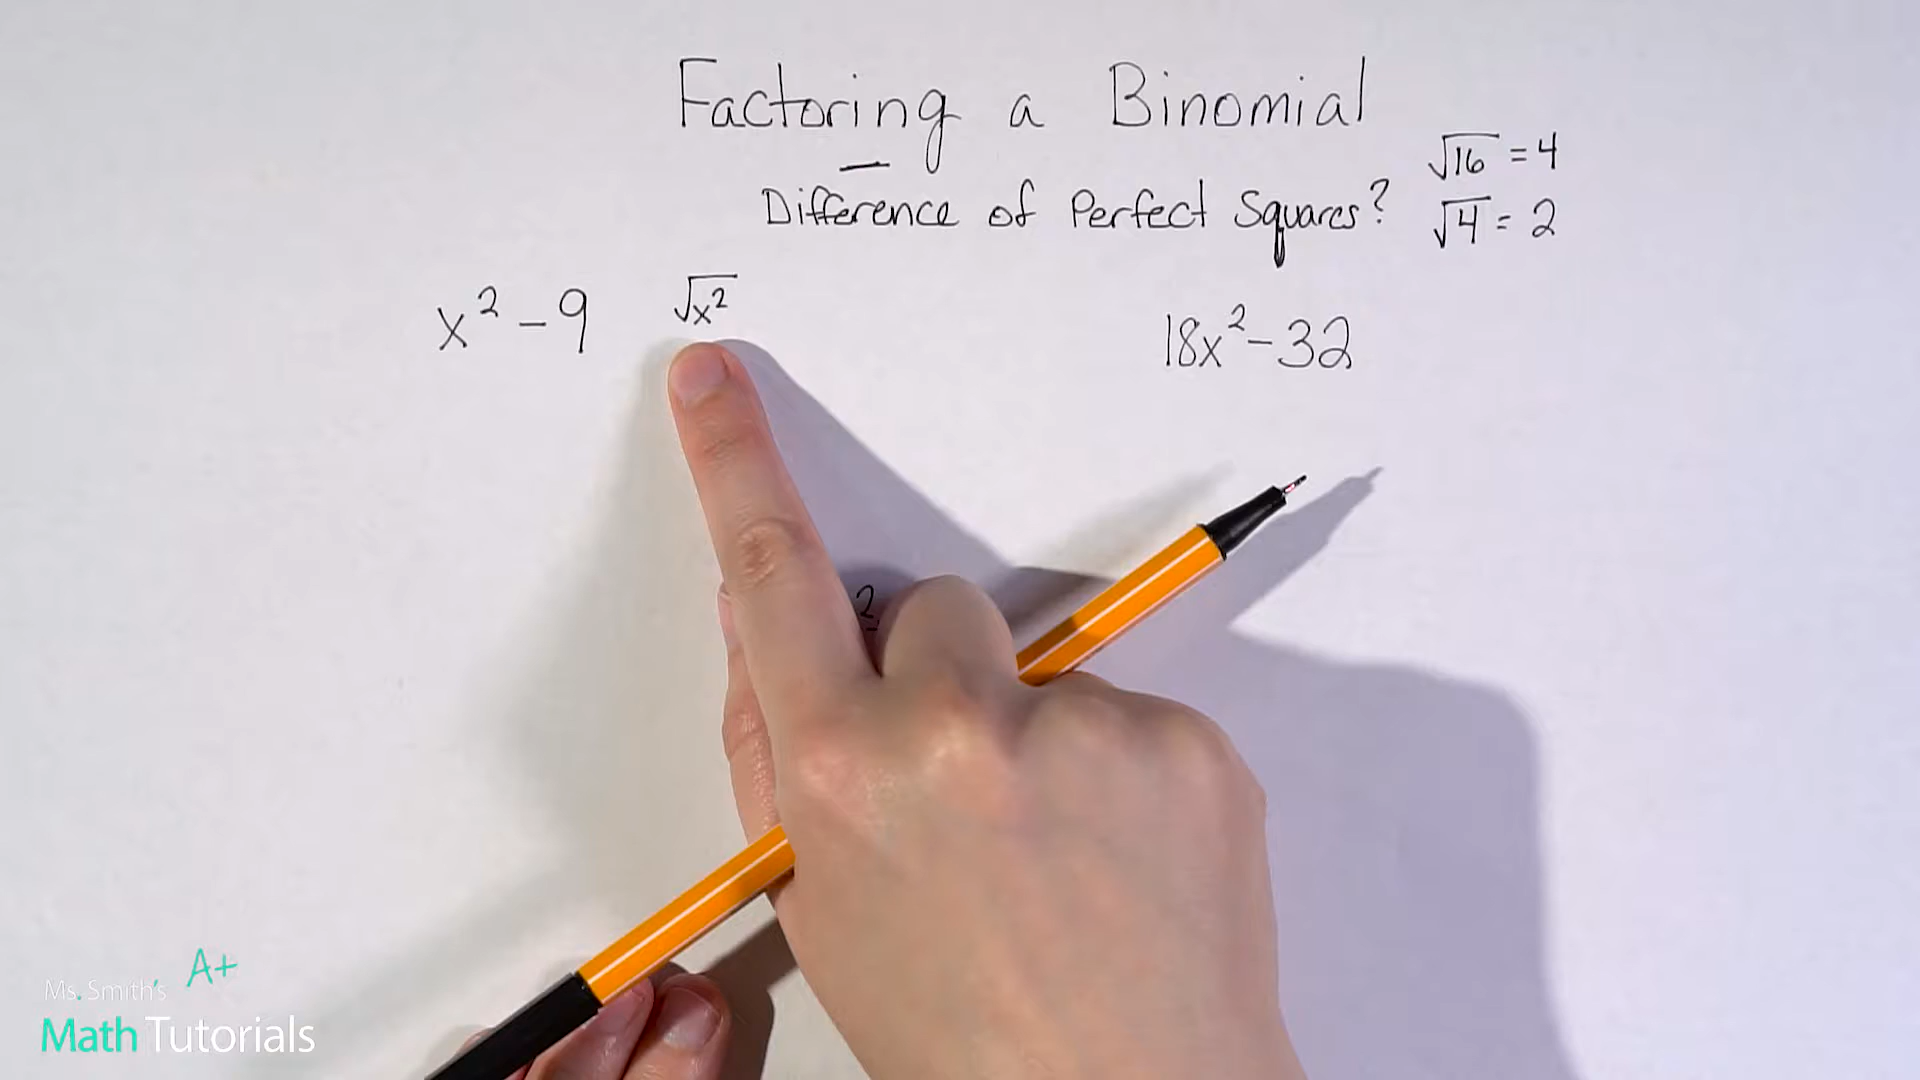 Factoring a Binomial
Difference of Perfect Squares?
√16 = 4
√4 = 2
x² - 9
√x²
18x² - 32
2
Ms. Smith's A+
Math Tutorials